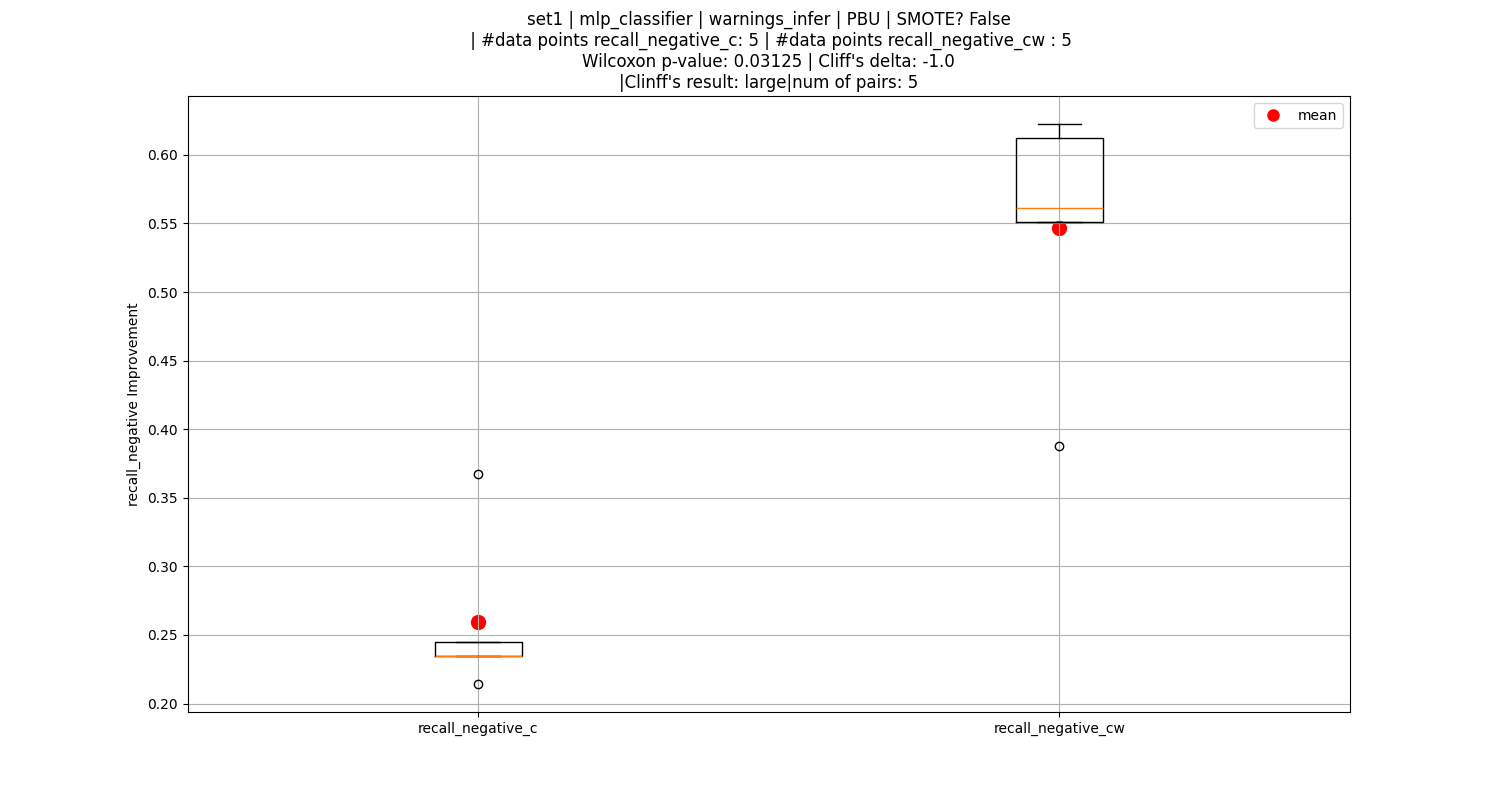 set1 | mlp_classifier | warnings_infer | PBU | SMOTE? False
| #data points recall_negative_c: 5 | #data points recall_negative_cw : 5
Wilcoxon p-value: 0.03125 | Cliff's delta: -1.0
|Clinff's result: large|num of pairs: 5
mean
0.60
0.55
0.50
0.45
0.40
0.35
0.30
0.25
0.20
recall_negative Improvement
recall_negative_c
recall_negative_cw